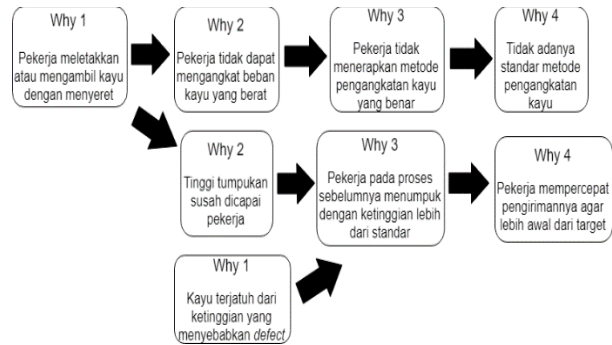 Why 1
Pekerja meletakkan
atau mengambil kayu
dengan menyeret
Why 2
Pekerja tidak dapat
mengangkat beban
kayu yang berat
Why 3
Pekerja tidak
menerapkan metode
pengangkatan kayu
yang benar
Why 4
Tidak adanya
standar metode
pengangkatan
kayu
Why 2
Tinggi tumpukan
susah dicapai
pekerja
Why 3
Pekerja pada proses
sebelumnya menumpuk
dengan ketinggian lebih
dari standar
Why 4
Pekerja mempercepat
pengirimannya agar
lebih awal dari target
Why 1
Kayu terjatuh dari
ketinggian yang
menyebabkan defect